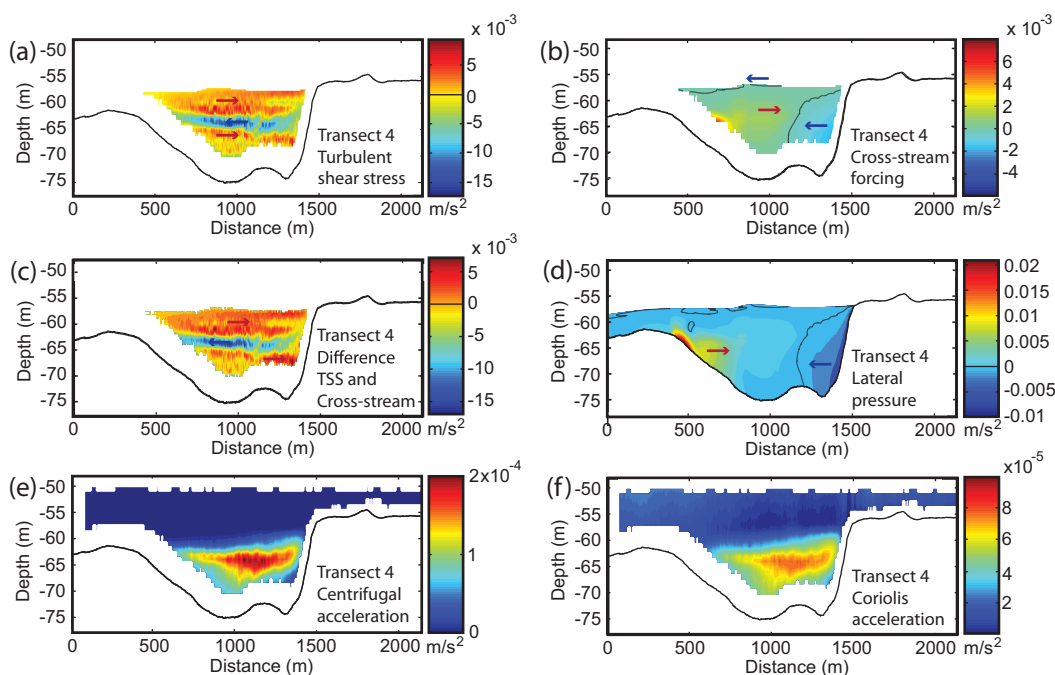 (a)
x 10⁻³
Depth (m)
-50
-55
-60
-65
-70
-75
0 500 1000 1500 2000
Distance (m)
Transect 4
Turbulent
shear stress
5
0
-5
-10
-15
m/s²
(b)
x 10⁻³
Depth (m)
-50
-55
-60
-65
-70
-75
0 500 1000 1500 2000
Distance (m)
Transect 4
Cross-stream
forcing
6
4
2
0
-2
-4
m/s²
(c)
x 10⁻³
Depth (m)
-50
-55
-60
-65
-70
-75
0 500 1000 1500 2000
Distance (m)
Transect 4
Difference
TSS and
Cross-stream
5
0
-5
-10
-15
m/s²
(d)
Depth (m)
-50
-55
-60
-65
-70
-75
0 500 1000 1500 2000
Distance (m)
Transect 4
Lateral
pressure
0.02
0.015
0.01
0.005
0
-0.005
-0.01
m/s²
(e)
Depth (m)
-50
-55
-60
-65
-70
-75
0 500 1000 1500 2000
Distance (m)
Transect 4
Centrifugal
acceleration
2x10⁻⁴
1
0
m/s²
(f)
x 10⁻⁵
Depth (m)
-50
-55
-60
-65
-70
-75
0 500 1000 1500 2000
Distance (m)
Transect 4
Coriolis
acceleration
8
6
4
2
m/s²